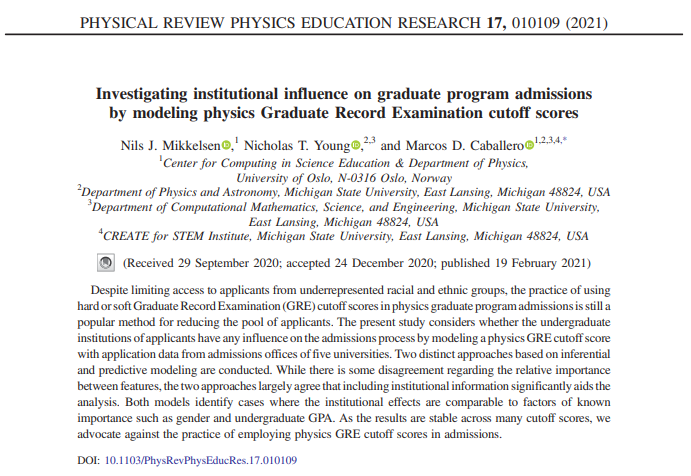 PHYSICAL REVIEW PHYSICS EDUCATION RESEARCH 17, 010109 (2021)
Investigating institutional influence on graduate program admissions
by modeling physics Graduate Record Examination cutoff scores
Nils J. Mikkelsen,1 Nicholas T. Young,2,3 and Marcos D. Caballero1,2,3,4,*
1Center for Computing in Science Education & Department of Physics,
University of Oslo, N-0316 Oslo, Norway
2Department of Physics and Astronomy, Michigan State University, East Lansing, Michigan 48824, USA
3Department of Computational Mathematics, Science, and Engineering, Michigan State University,
East Lansing, Michigan 48824, USA
4CREATE for STEM Institute, Michigan State University, East Lansing, Michigan 48824, USA
(Received 29 September 2020; accepted 24 December 2020; published 19 February 2021)
Despite limiting access to applicants from underrepresented racial and ethnic groups, the practice of using
hard or soft Graduate Record Examination (GRE) cutoff scores in physics graduate program admissions is still a
popular method for reducing the pool of applicants. The present study considers whether the undergraduate
institutions of applicants have any influence on the admissions process by modeling a physics GRE cutoff score
with application data from admissions offices of five universities. Two distinct approaches based on inferential
and predictive modeling are conducted. While there is some disagreement regarding the relative importance
between features, the two approaches largely agree that including institutional information significantly aids the
analysis. Both models identify cases where the institutional effects are comparable to factors of known
importance such as gender and undergraduate GPA. As the results are stable across many cutoff scores, we
advocate against the practice of employing physics GRE cutoff scores in admissions.
DOI: 10.1103/PhysRevPhysEducRes.17.010109